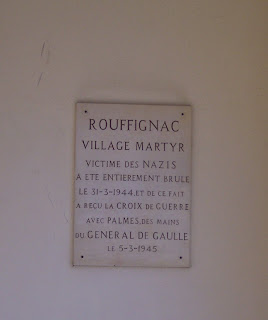 ROUFFIGNAC
VILLAGE MARTYR
VICTIME DES NAZIS
A ETE ENTIEREMENT BRULE
LE 31-3-1944, ET DE CE FAIT
A REÇU LA CROIX DE GUERRE
AVEC PALMES, DES MAINS
DU GENERAL DE GAULLE
LE 5-3-1945